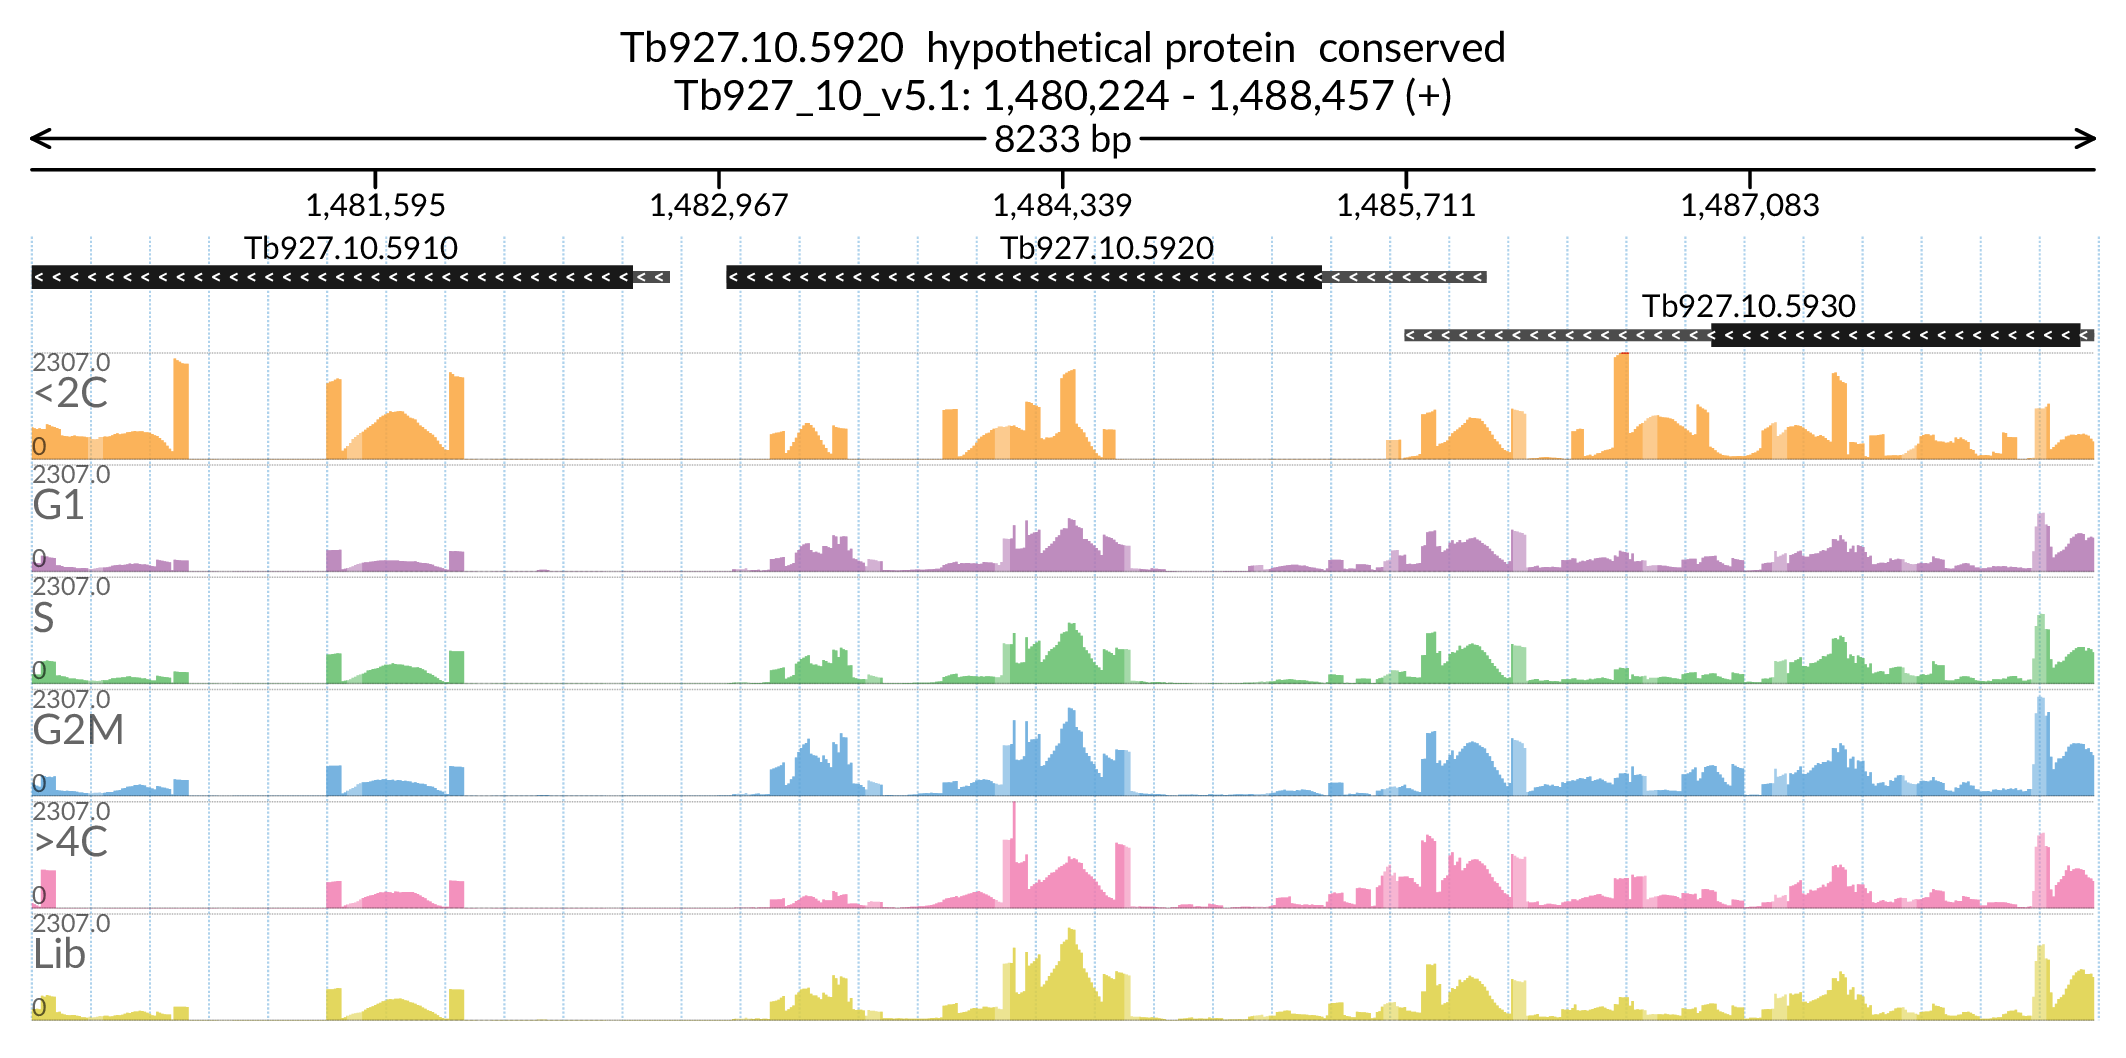 Tb927.10.5920  hypothetical protein  conserved
Tb927_10_v5.1: 1,480,224 - 1,488,457 (+)
8233 bp
1,481,595 1,482,967 1,484,339 1,485,711 1,487,083
Tb927.10.5910 Tb927.10.5920
Tb927.10.5930
2307.0
<2C
0
2307.0
G1
0
2307.0
S
0
2307.0
G2M
0
2307.0
>4C
0
2307.0
Lib
0